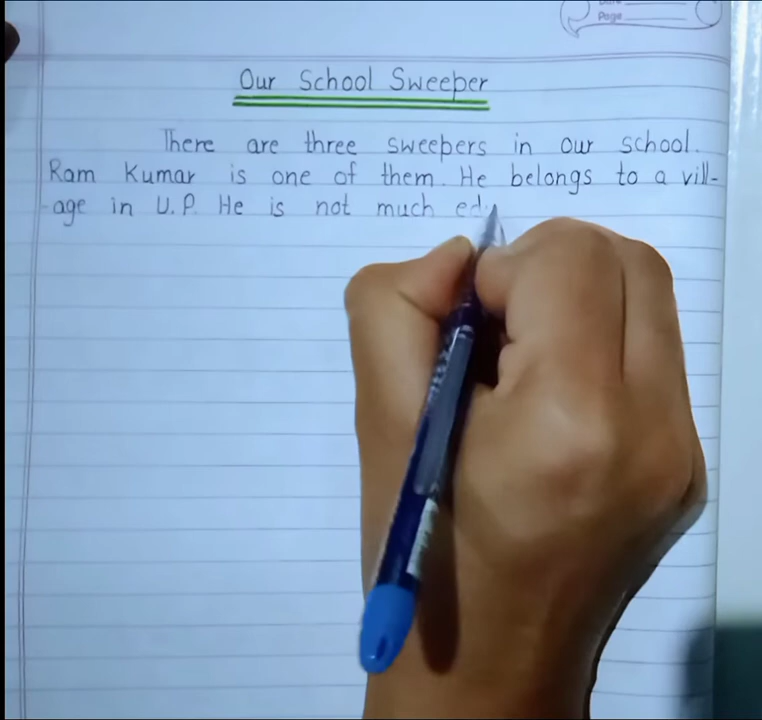 Page
Our School Sweeper
There are three sweepers in our school.
Ram Kumar is one of them. He belongs to a vill-
-age in U.P. He is not much